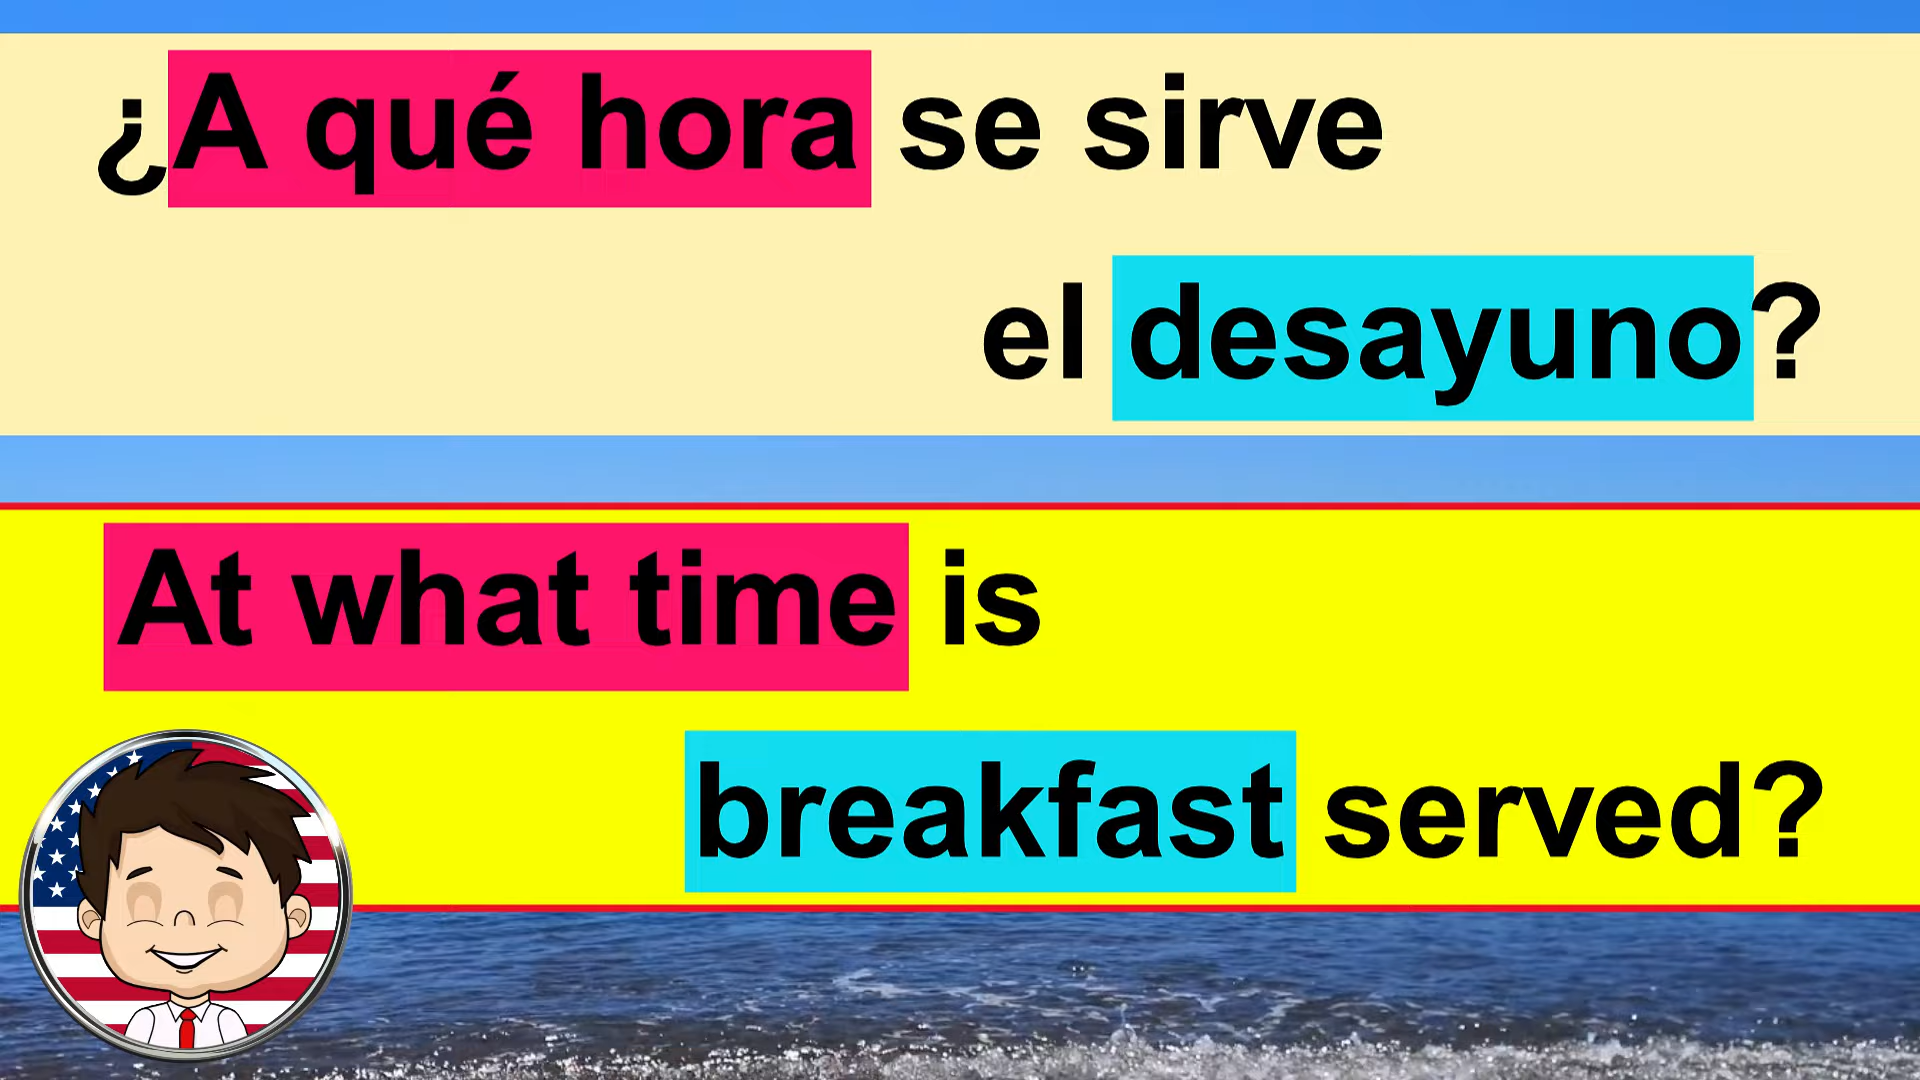 ¿A qué hora se sirve
el desayuno?
At what time is
breakfast served?